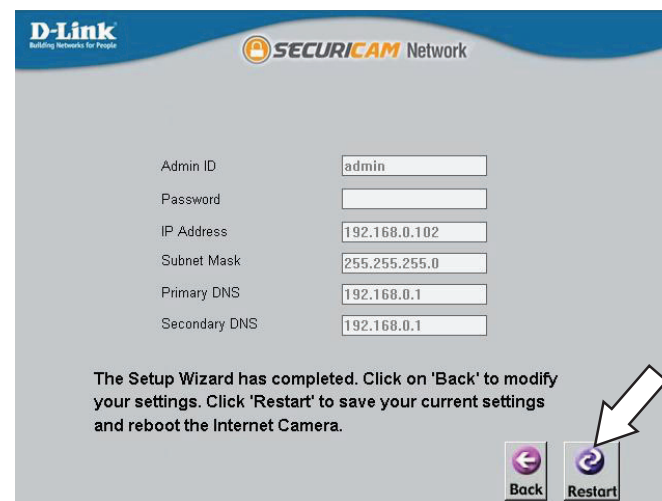 D-Link
Building Networks for People
SECURICAM Network
Admin ID admin
Password
IP Address 192.168.0.102
Subnet Mask 255.255.255.0
Primary DNS 192.168.0.1
Secondary DNS 192.168.0.1
The Setup Wizard has completed. Click on 'Back' to modify
your settings. Click 'Restart' to save your current settings
and reboot the Internet Camera.
Back Restart